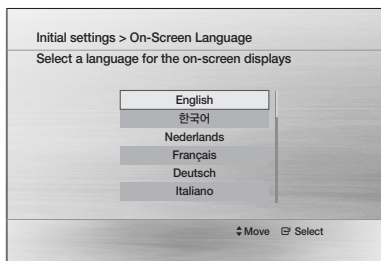 Initial settings > On-Screen Language
Select a language for the on-screen displays
English
한국어
Nederlands
Français
Deutsch
Italiano
Move Select